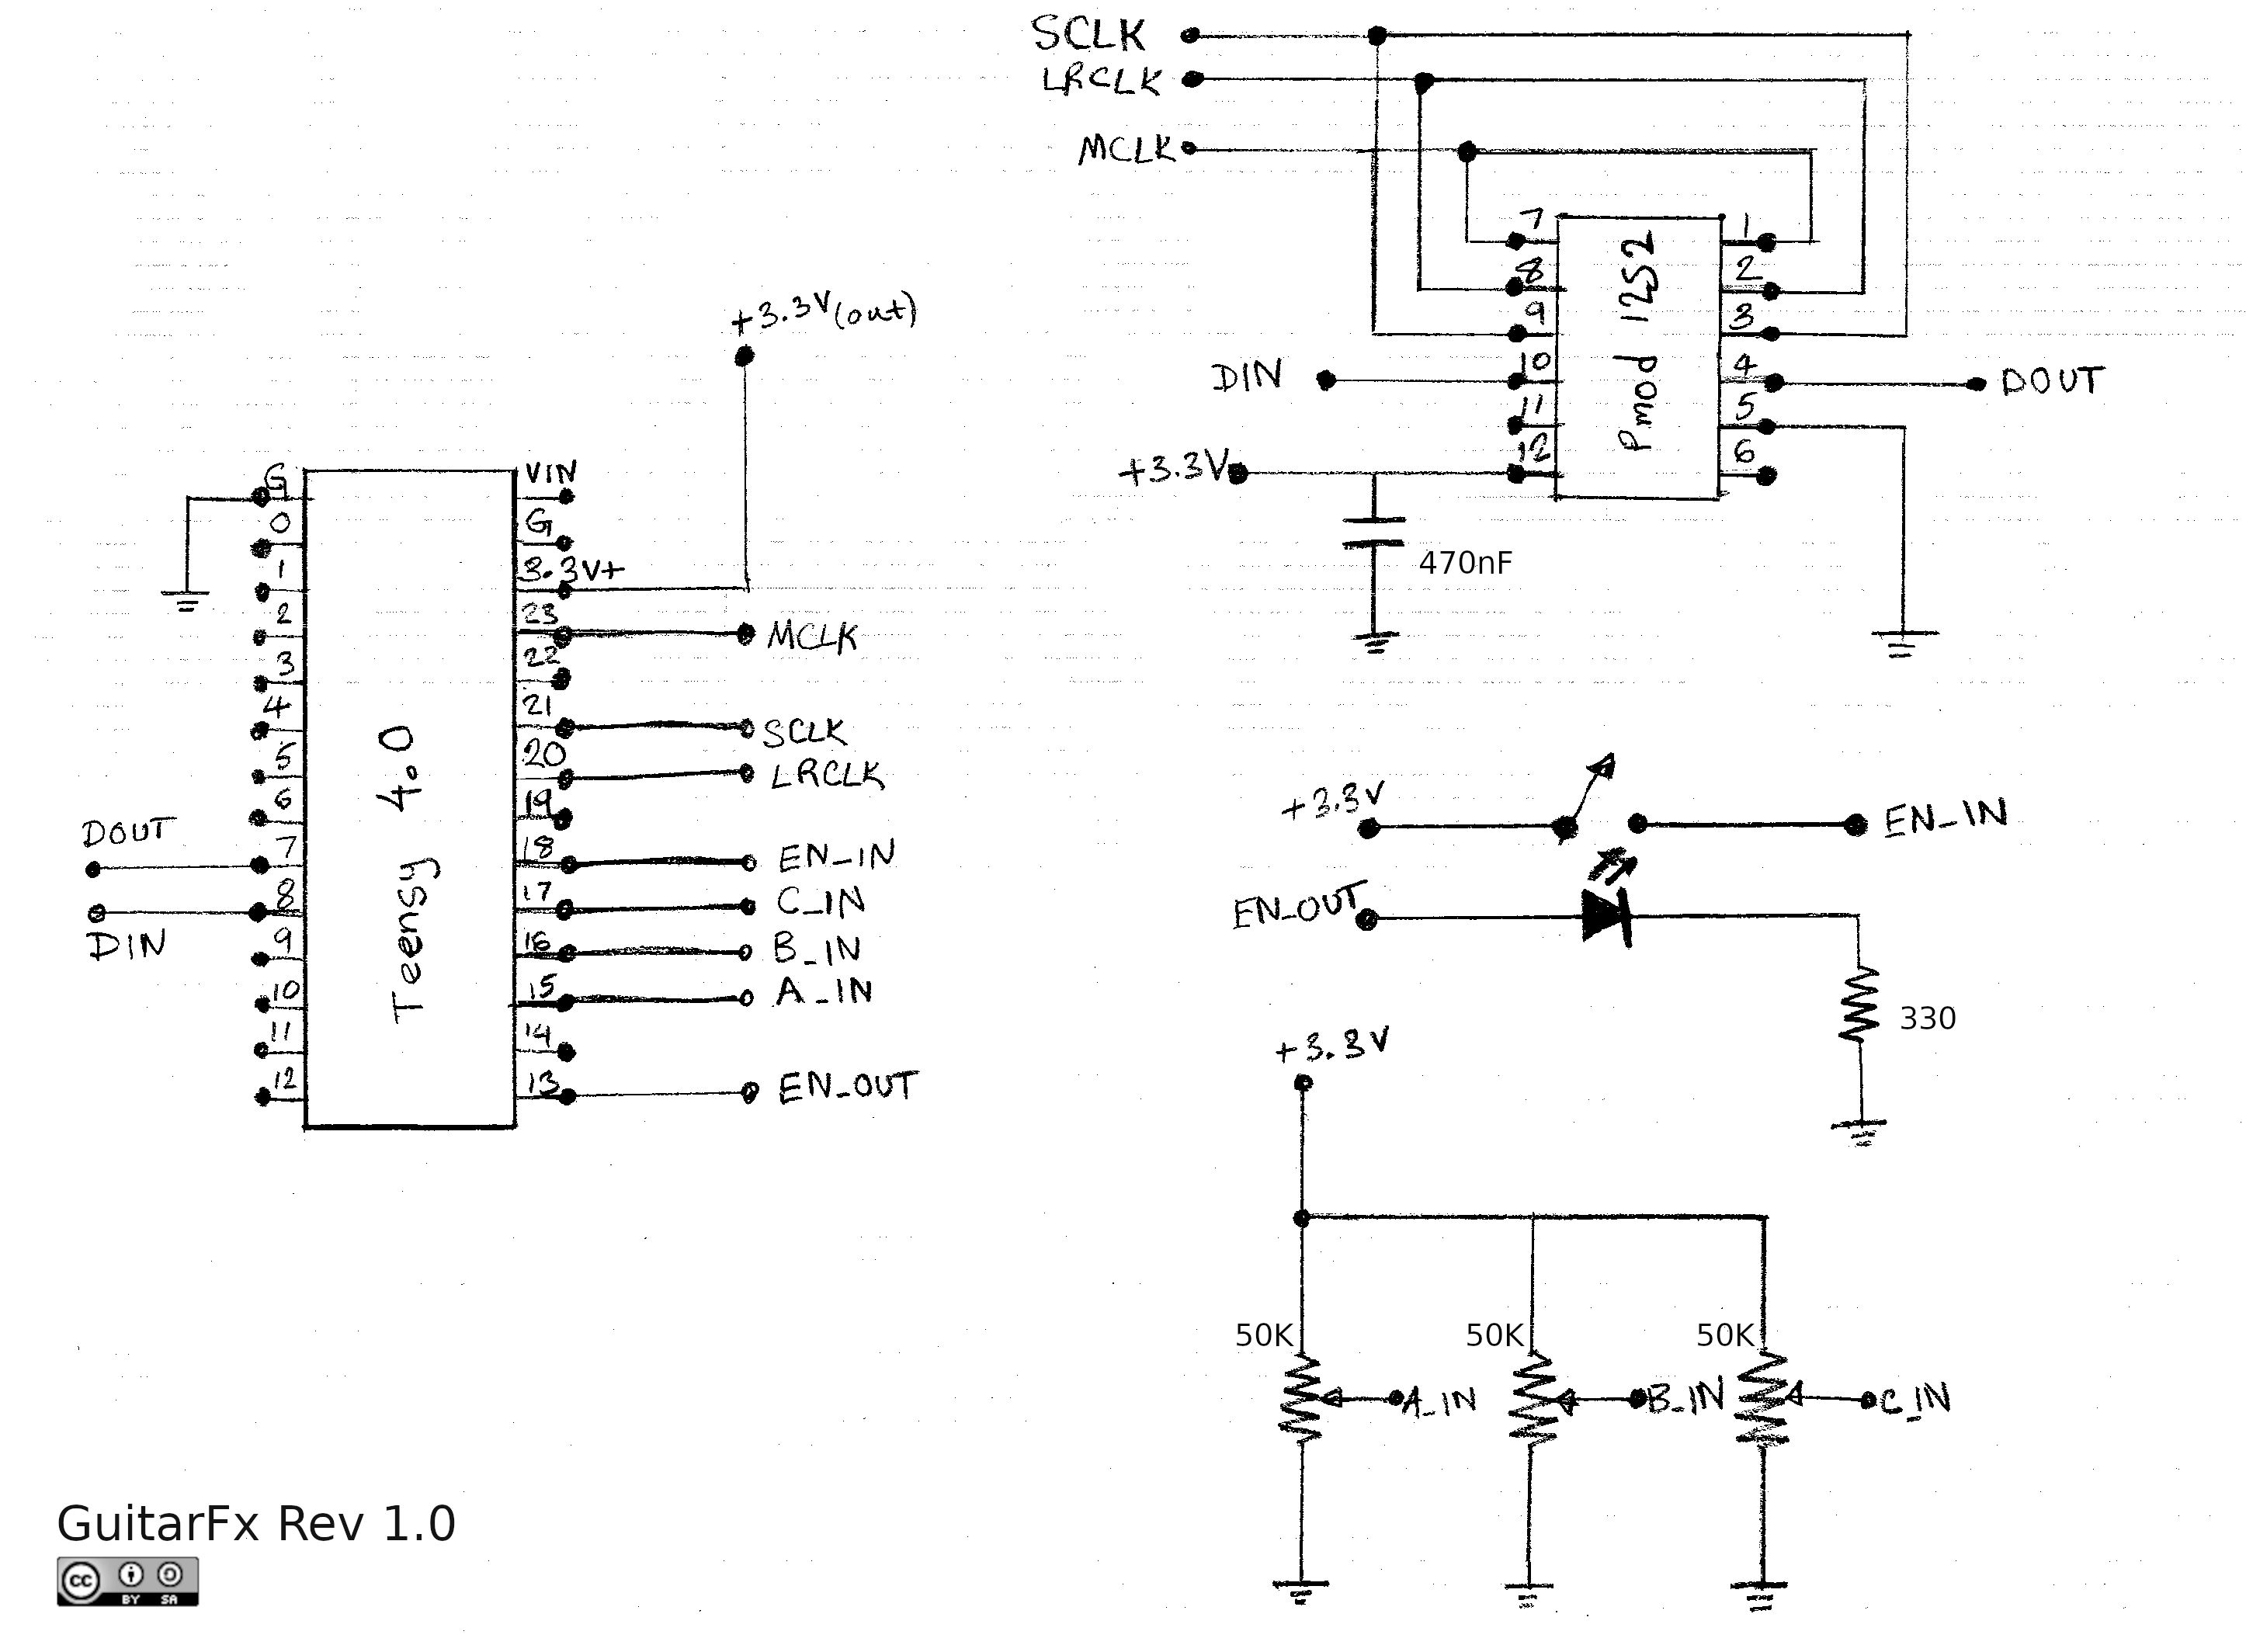 SCLK
LRCLK
MCLK
7
8
9
10
11
12
1
2
3
4
5
6
Pmod I2S2
DIN
DOUT
+3.3V
470nF
+3.3V(out)
G
0
1
2
3
4
5
6
7
8
9
10
11
12
VIN
G
3.3V+
23
22
21
20
19
18
17
16
15
14
13
Teensy 4.0
DOUT
DIN
MCLK
SCLK
LRCLK
EN_IN
C_IN
B_IN
A_IN
EN_OUT
+3.3V
EN_IN
EN_OUT
330
+3.3V
50K
50K
50K
A_IN
B_IN
C_IN
GuitarFx Rev 1.0
cc
BY SA